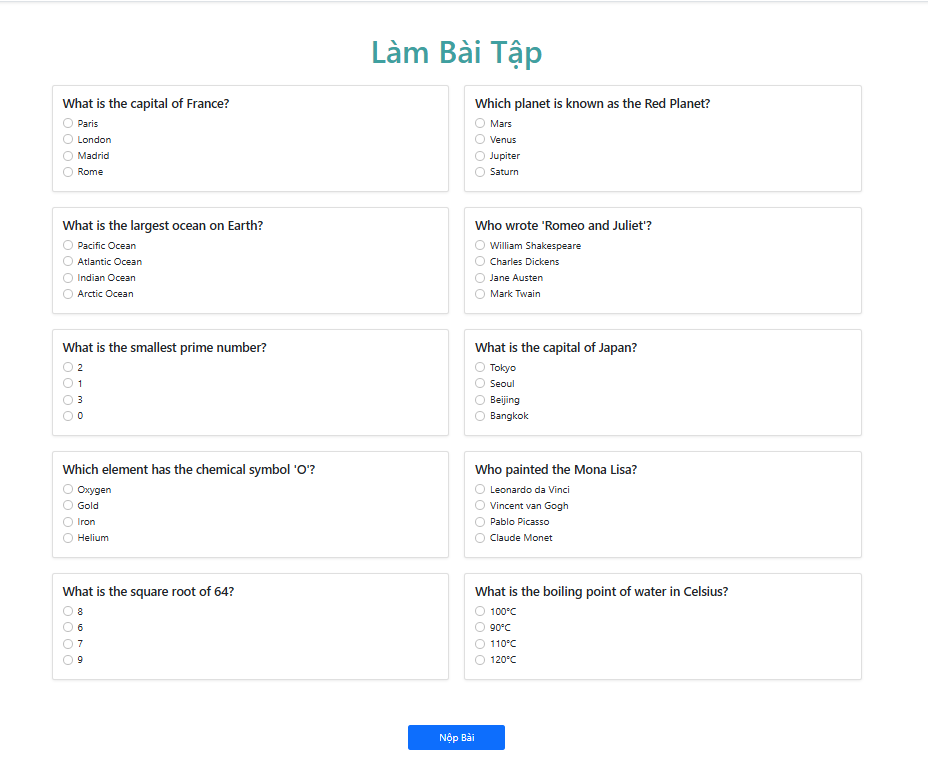 Làm Bài Tập
What is the capital of France?
Paris
London
Madrid
Rome
Which planet is known as the Red Planet?
Mars
Venus
Jupiter
Saturn
What is the largest ocean on Earth?
Pacific Ocean
Atlantic Ocean
Indian Ocean
Arctic Ocean
Who wrote 'Romeo and Juliet'?
William Shakespeare
Charles Dickens
Jane Austen
Mark Twain
What is the smallest prime number?
2
1
3
0
What is the capital of Japan?
Tokyo
Seoul
Beijing
Bangkok
Which element has the chemical symbol 'O'?
Oxygen
Gold
Iron
Helium
Who painted the Mona Lisa?
Leonardo da Vinci
Vincent van Gogh
Pablo Picasso
Claude Monet
What is the square root of 64?
8
6
7
9
What is the boiling point of water in Celsius?
100°C
90°C
110°C
120°C
Nộp Bài